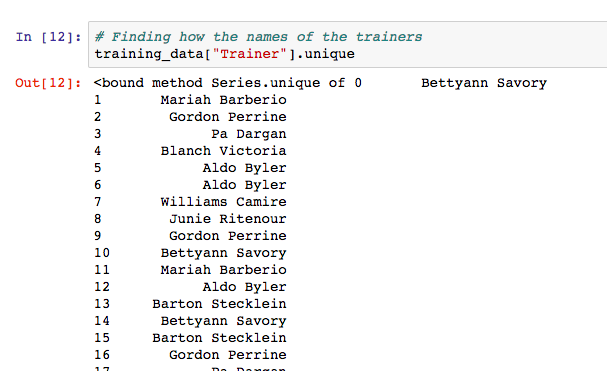 In [12]: # Finding how the names of the trainers
training_data["Trainer"].unique
Out[12]: <bound method Series.unique of 0 Bettyann Savory
1 Mariah Barberio
2 Gordon Perrine
3 Pa Dargan
4 Blanch Victoria
5 Aldo Byler
6 Aldo Byler
7 Williams Camire
8 Junie Ritenour
9 Gordon Perrine
10 Bettyann Savory
11 Mariah Barberio
12 Aldo Byler
13 Barton Stecklein
14 Bettyann Savory
15 Barton Stecklein
16 Gordon Perrine
17 Pa Dargan